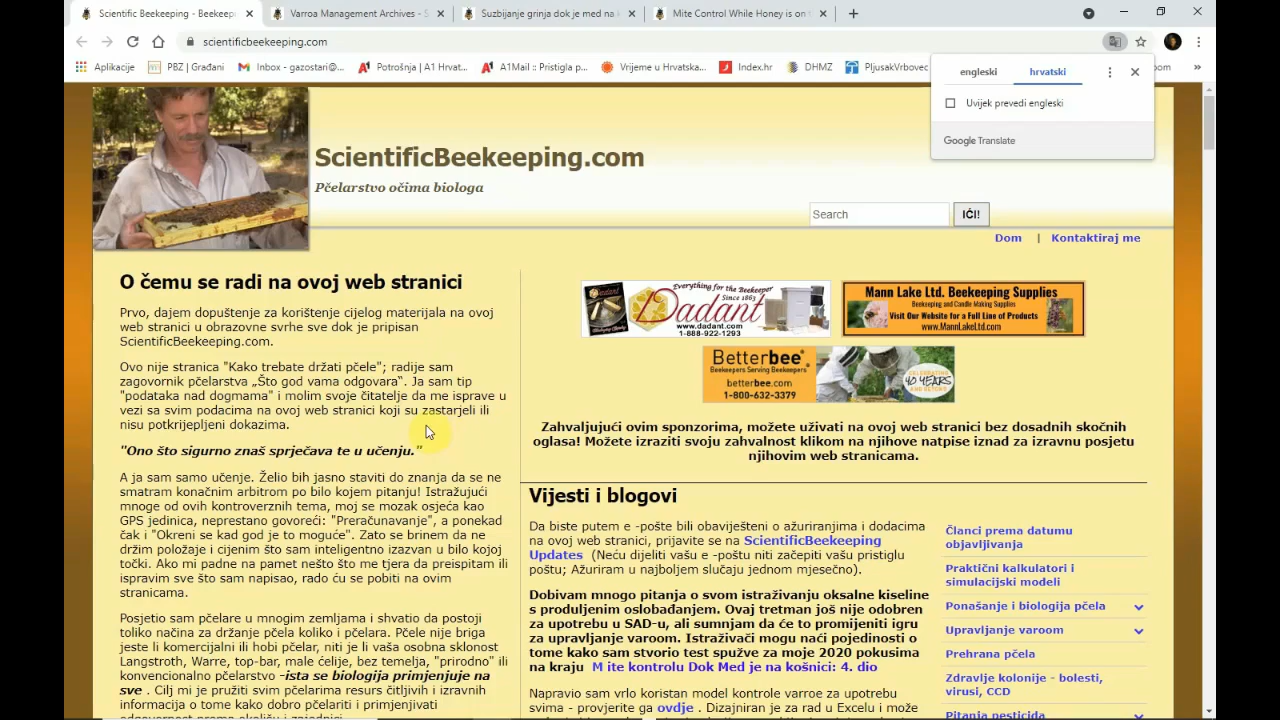 Scientific Beekeeping - Beekeep
Varroa Management Archives - S
Suzbijanje grinja dok je med na k
Mite Control While Honey is on t
scientificbeekeeping.com
Aplikacije
PBZ | Građani
Inbox - gazostari@...
Potrošnja | A1 Hrvat...
A1Mail :: Pristigla p...
Vrijeme u Hrvatska...
Index.hr
DHMZ
PljusakVrbovec
engleski
hrvatski
Uvijek prevedi engleski
Google Translate
ScientificBeekeeping.com
Pčelarstvo očima biologa
Search
IĆI!
Dom | Kontaktiraj me
O čemu se radi na ovoj web stranici
Prvo, dajem dopuštenje za korištenje cijelog materijala na ovoj
web stranici u obrazovne svrhe sve dok je pripisan
ScientificBeekeeping.com.
Ovo nije stranica "Kako trebate držati pčele"; radije sam
zagovornik pčelarstva „Što god vama odgovara“. Ja sam tip
"podataka nad dogmama" i molim svoje čitatelje da me isprave u
vezi sa svim podacima na ovoj web stranici koji su zastarjeli ili
nisu potkrijepljeni dokazima.
"Ono što sigurno znaš sprječava te u učenju."
A ja sam samo učenje. Želio bih jasno staviti do znanja da se ne
smatram konačnim arbitrom po bilo kojem pitanju! Istražujući
mnoge od ovih kontroverznih tema, moj se mozak osjeća kao
GPS jedinica, neprestano govoreći: "Preračunavanje", a ponekad
čak i "Okreni se kad god je to moguće". Zato se brinem da ne
držim položaje i cijenim što sam inteligentno izazvan u bilo kojoj
točki. Ako mi padne na pamet nešto što me tjera da preispitam ili
ispravim sve što sam napisao, rado ću se pobiti na ovim
stranicama.
Posjetio sam pčelare u mnogim zemljama i shvatio da postoji
toliko načina za držanje pčela koliko i pčelara. Pčele nije briga
jeste li komercijalni ili hobi pčelar, niti je li vaša osobna sklonost
Langstroth, Warre, top-bar, male ćelije, bez temelja, "prirodno" ili
konvencionalno pčelarstvo -ista se biologija primjenjuje na
sve . Cilj mi je pružiti svim pčelarima resurs čitljivih i izravnih
informacija o tome kako dobro pčelariti i primjenjivati
Everything for the Beekeeper
Dadant
Since 1863
www.dadant.com
1-888-922-1293
Mann Lake Ltd. Beekeeping Supplies
Beekeeping and Candle Making Supplies
Visit Our Website for a Full Line of Products
www.MannLakeLtd.com
Betterbee
Beekeepers Serving Beekeepers
betterbee.com
1-800-632-3379
CELEBRATING
40 YEARS
Zahvaljujući ovim sponzorima, možete uživati na ovoj web stranici bez dosadnih skočnih
oglasa! Možete izraziti svoju zahvalnost klikom na njihove natpise iznad za izravnu posjetu
njihovim web stranicama.
Vijesti i blogovi
Da biste putem e -pošte bili obaviješteni o ažuriranjima i dodacima
na ovoj web stranici, prijavite se na ScientificBeekeeping
Updates (Neću dijeliti vašu e -poštu niti začepiti vašu pristiglu
poštu; Ažuriram u najboljem slučaju jednom mjesečno).
Dobivam mnogo pitanja o svom istraživanju oksalne kiseline
s produljenim oslobađanjem. Ovaj tretman još nije odobren
za upotrebu u SAD-u, ali sumnjam da će to promijeniti igru
za upravljanje varoom. Istraživači mogu naći pojedinosti o
tome kako sam stvorio test spužve za moje 2020 pokusima
na kraju M ite kontrolu Dok Med je na košnici: 4. dio
Napravio sam vrlo koristan model kontrole varroe za upotrebu
svima - provjerite ga ovdje . Dizajniran je za rad u Excelu i može
Članci prema datumu
objavljivanja
Praktični kalkulatori i
simulacijski modeli
Ponašanje i biologija pčela
Upravljanje varoom
Prehrana pčela
Zdravlje kolonije - bolesti,
virusi, CCD
Pitanja pesticida